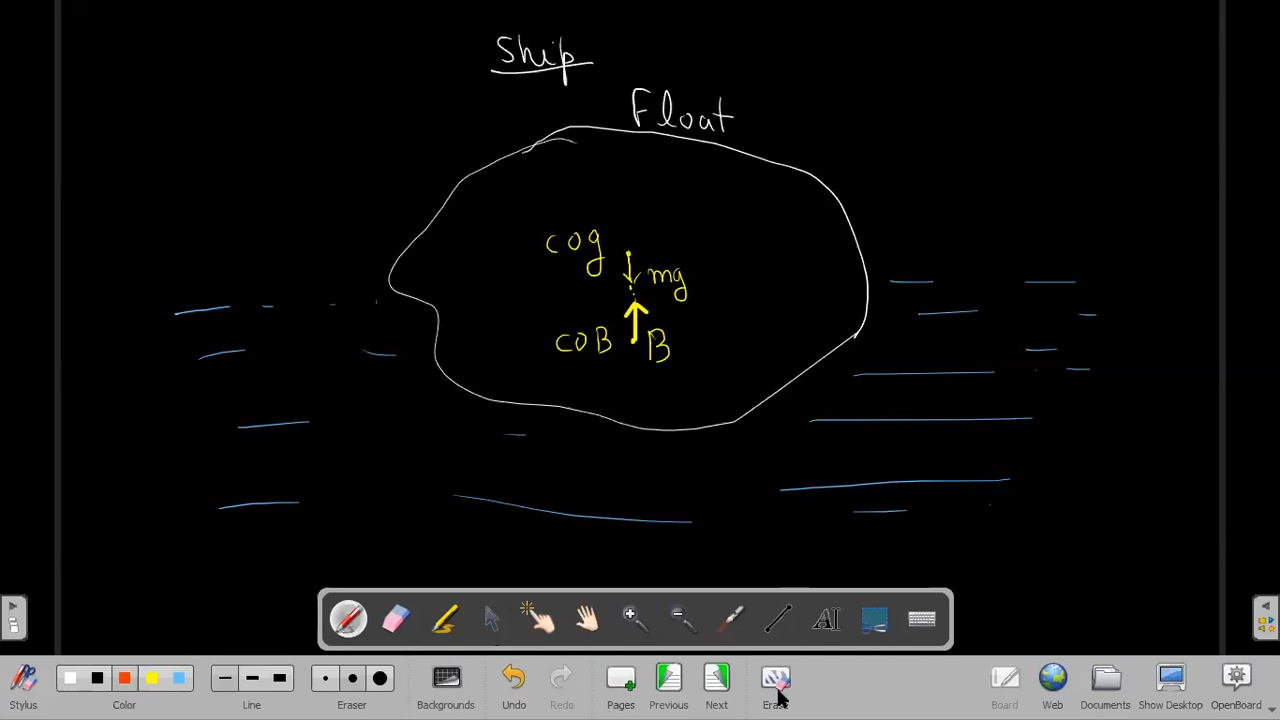 Ship
Float
cog
mg
coB B
Stylus Color Line Eraser Backgrounds Undo Redo Pages Previous Next Erase Board Web Documents Show Desktop OpenBoard